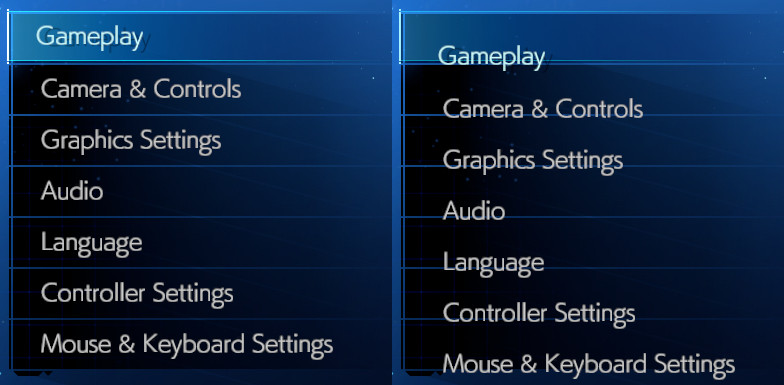 Gameplay
Camera & Controls
Graphics Settings
Audio
Language
Controller Settings
Mouse & Keyboard Settings
Gameplay
Camera & Controls
Graphics Settings
Audio
Language
Controller Settings
Mouse & Keyboard Settings